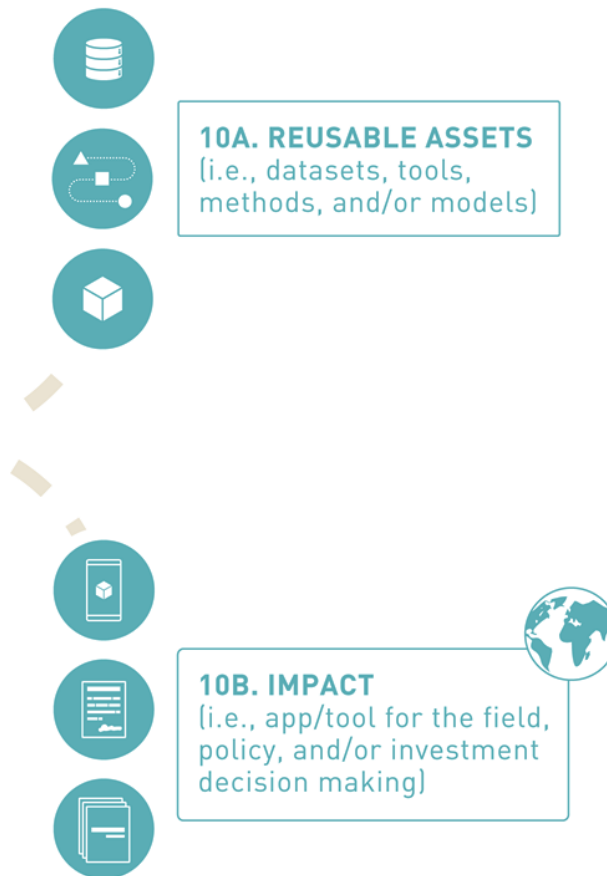 10A. REUSABLE ASSETS
(i.e., datasets, tools,
methods, and/or models)
10B. IMPACT
(i.e., app/tool for the field,
policy, and/or investment
decision making)